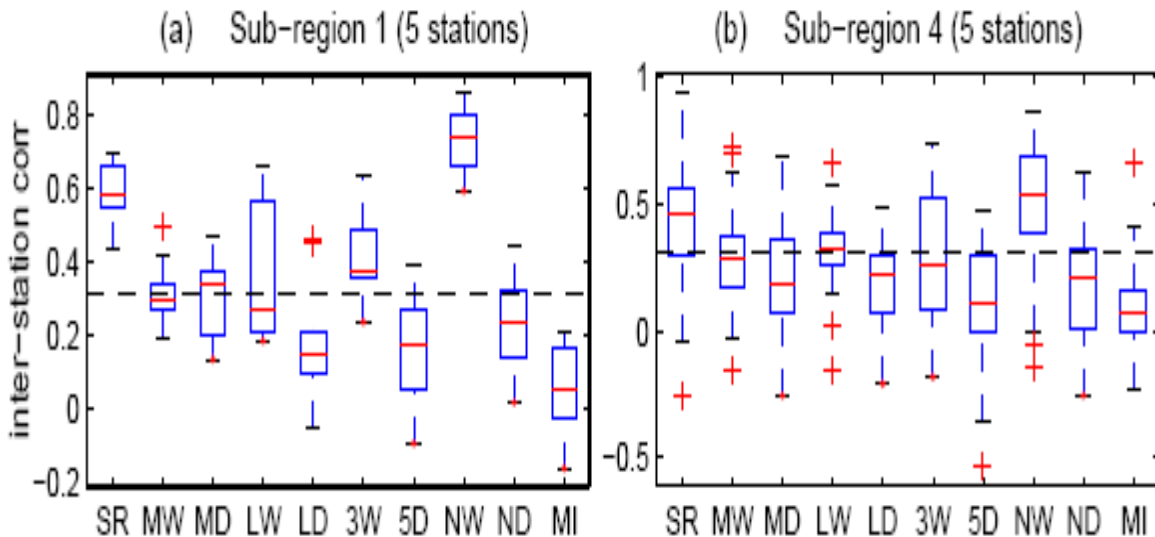 (a) Sub-region 1 (5 stations)
(b) Sub-region 4 (5 stations)
inter-station corr
0.8
0.6
0.4
0.2
0
-0.2
SR MW MD LW LD 3W 5D NW ND MI
1
0.5
0
-0.5
SR MW MD LW LD 3W 5D NW ND MI